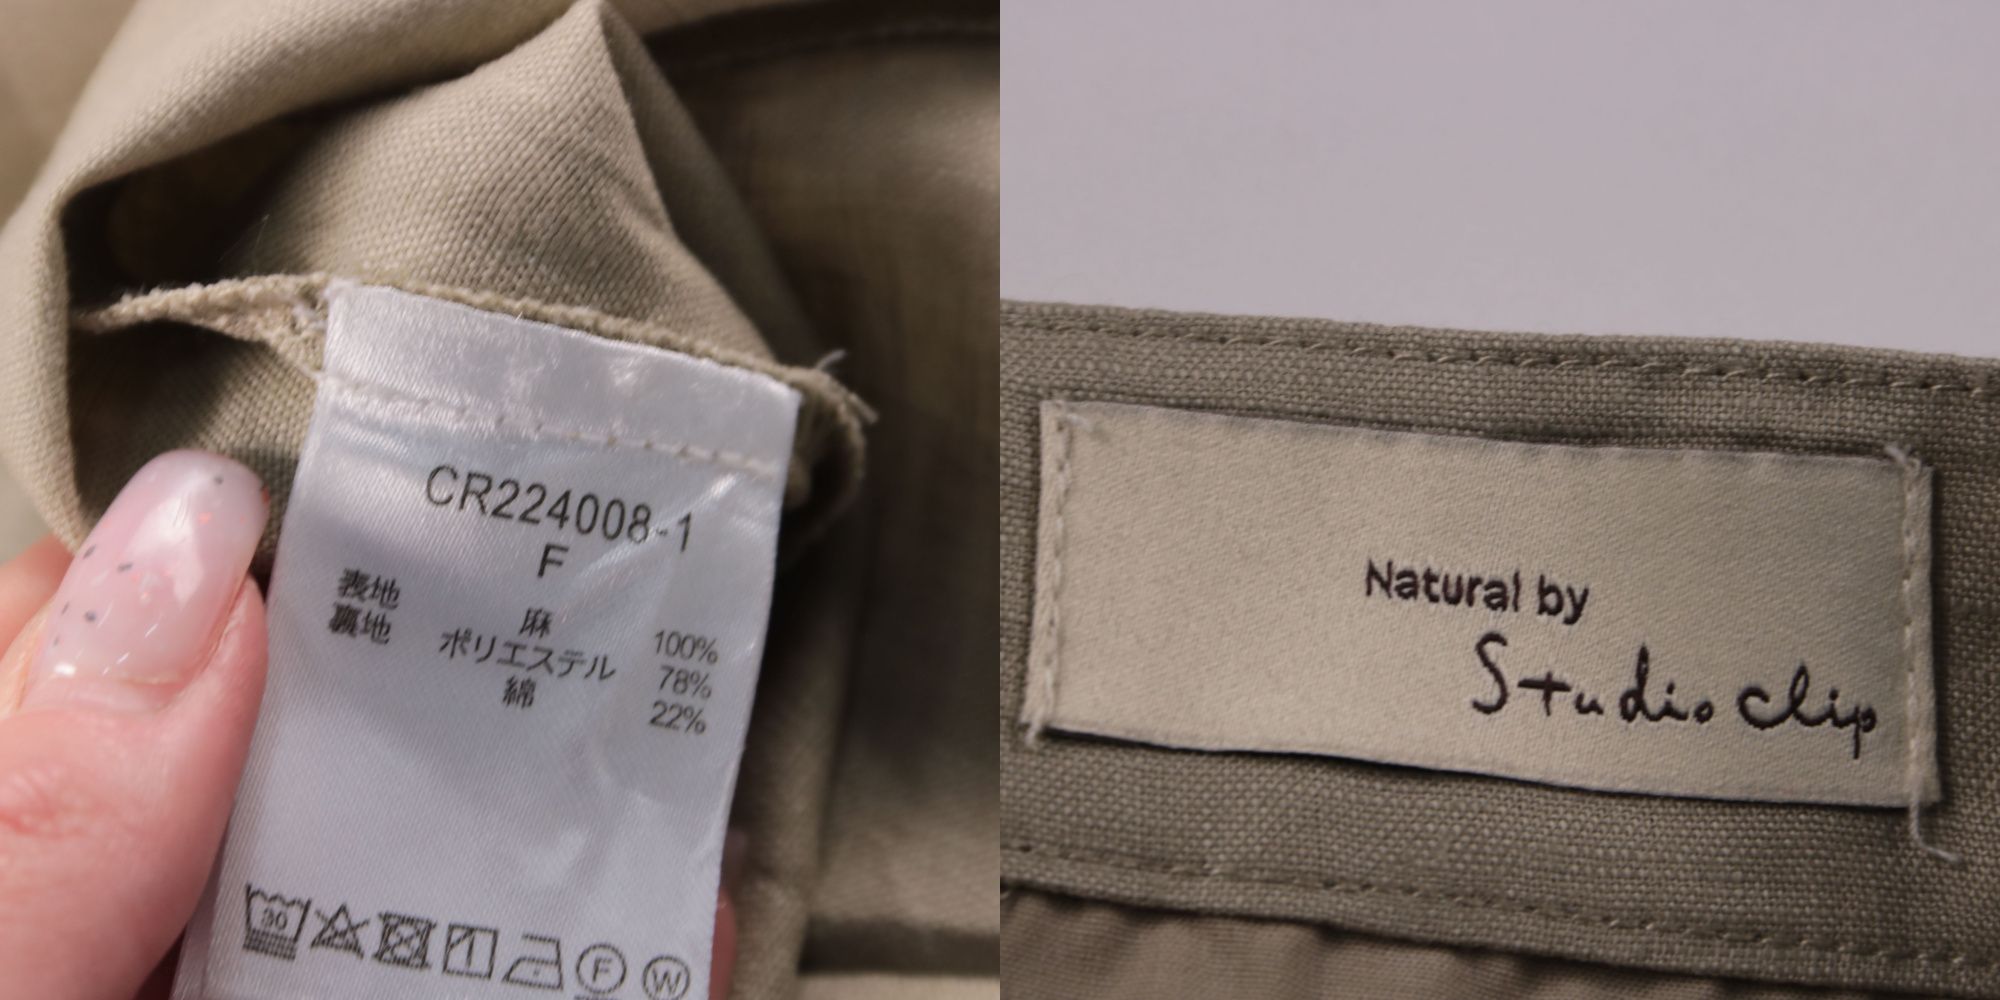 CR224008-1
F
表地 麻 100%
裏地 ポリエステル 78%
綿 22%
30
F
W
Natural by
Studio clip